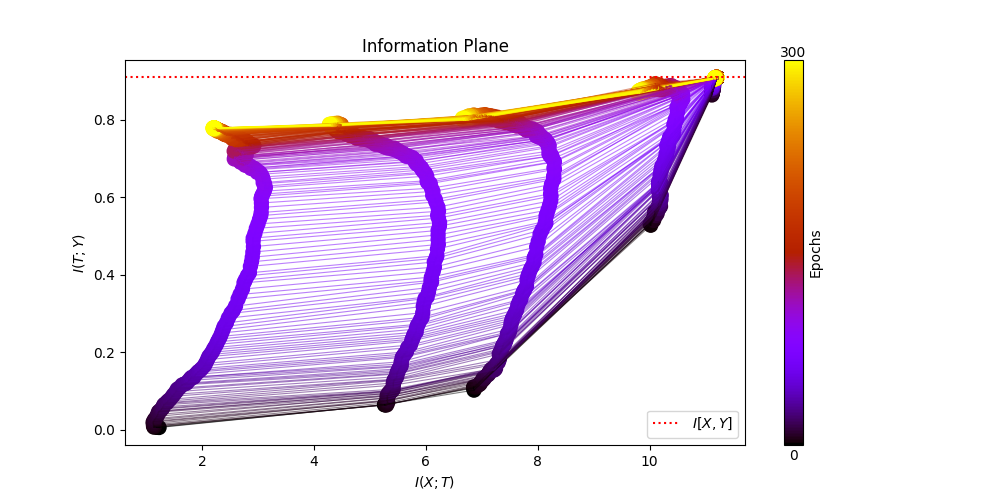 Information Plane
300
0.8
0.6
0.4
0.2
0.0
I(T; Y)
2
4
6
8
10
I(X; T)
I[X, Y]
Epochs
0